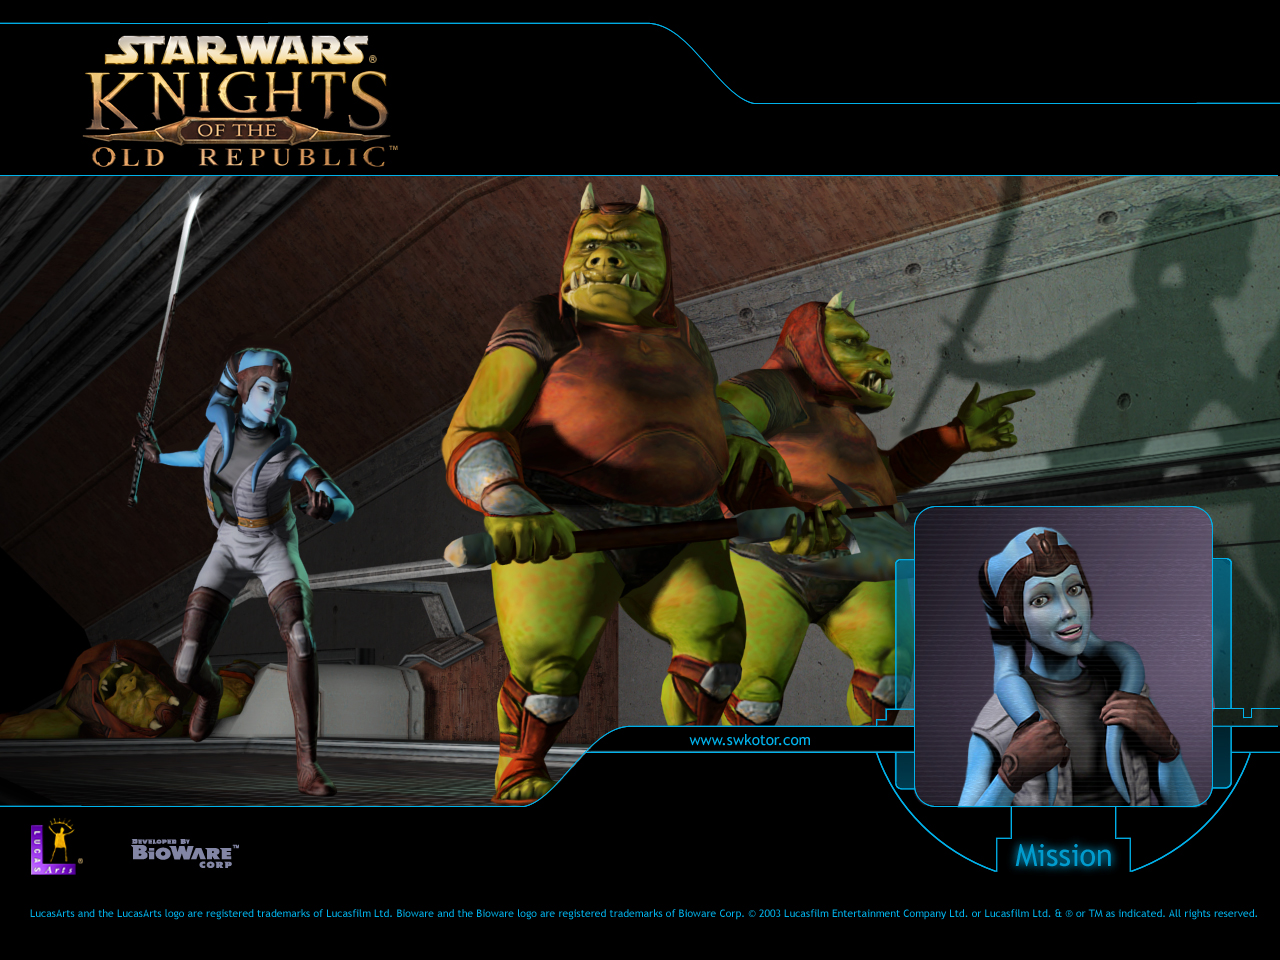 STAR WARS®
KNIGHTS
OF THE
OLD REPUBLIC™
www.swkotor.com
Mission
LUCAS
Arts®
DEVELOPED BY
BIOWARE™
CORP
LucasArts and the LucasArts logo are registered trademarks of Lucasfilm Ltd. Bioware and the Bioware logo are registered trademarks of Bioware Corp. © 2003 Lucasfilm Entertainment Company Ltd. or Lucasfilm Ltd. & ® or TM as indicated. All rights reserved.